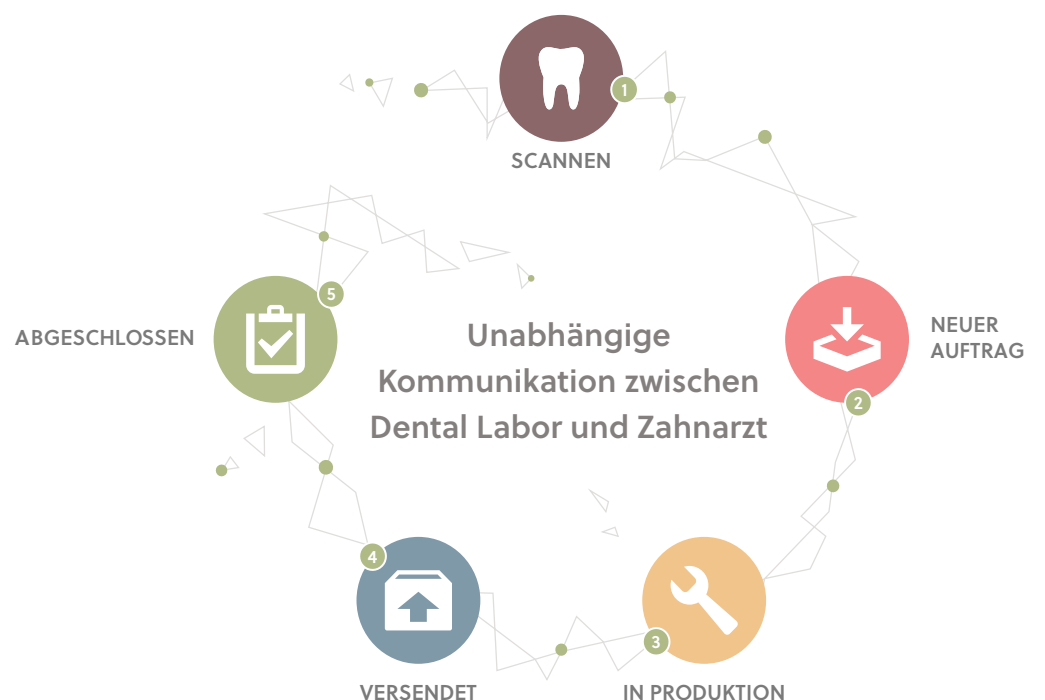 1
SCANNEN
5
ABGESCHLOSSEN
Unabhängige
Kommunikation zwischen
Dental Labor und Zahnarzt
NEUER
AUFTRAG
2
4
3
VERSENDET
IN PRODUKTION